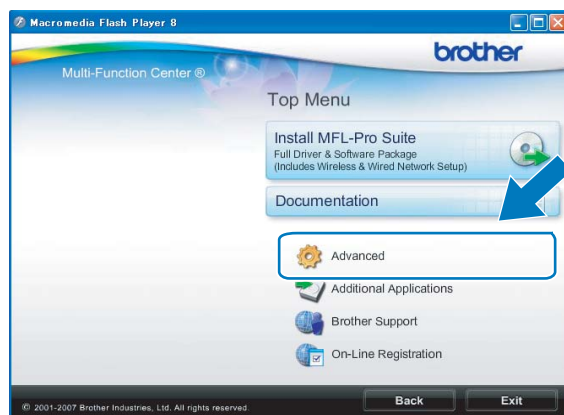 Macromedia Flash Player 8
brother
Multi-Function Center ®
Top Menu
Install MFL-Pro Suite
Full Driver & Software Package
(Includes Wireless & Wired Network Setup)
Documentation
Advanced
Additional Applications
Brother Support
On-Line Registration
Back
Exit
© 2001-2007 Brother Industries, Ltd. All rights reserved.